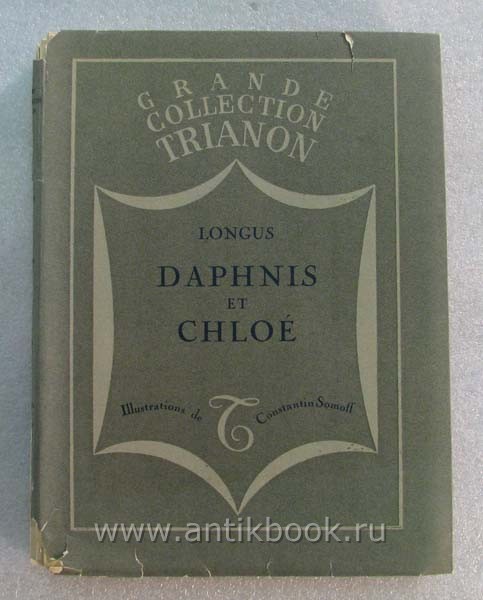 GRANDE
COLLECTION
TRIANON
LONGUS
DAPHNIS
ET
CHLOÉ
Illustrations de T Constantin Somoff
www.antikbook.ru